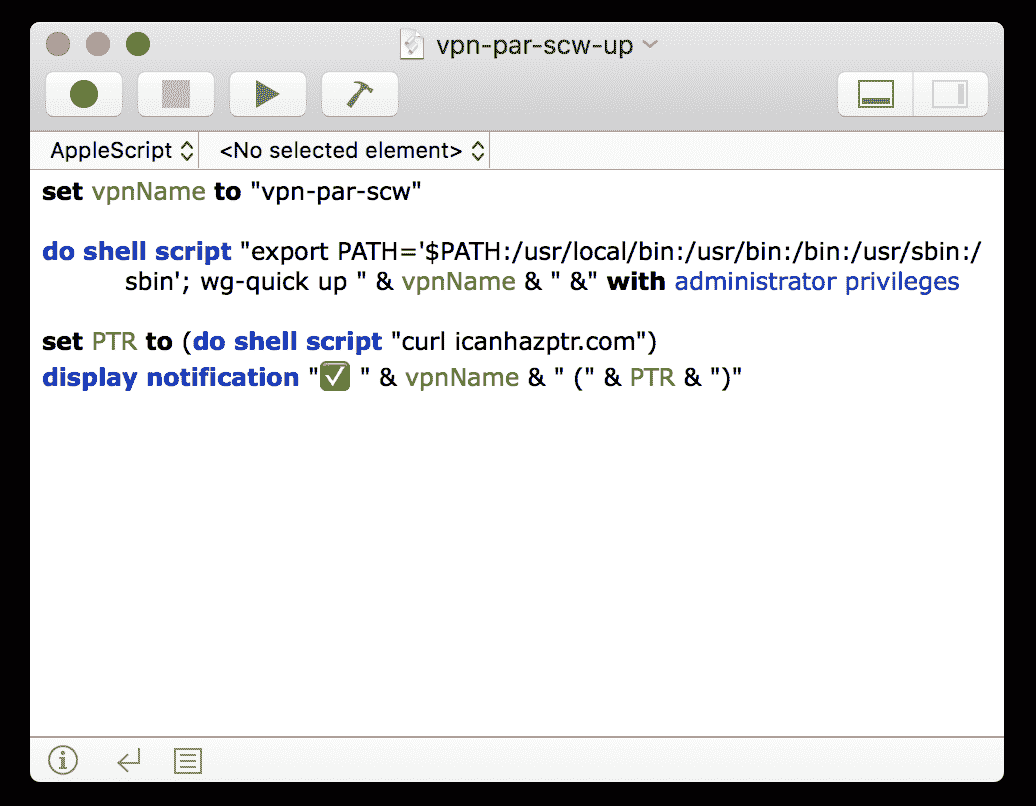 vpn-par-scw-up
AppleScript
<No selected element>
set vpnName to "vpn-par-scw"
do shell script "export PATH='$PATH:/usr/local/bin:/usr/bin:/bin:/usr/sbin:/
sbin'; wg-quick up " & vpnName & " &" with administrator privileges
set PTR to (do shell script "curl icanhazptr.com")
display notification "✅ " & vpnName & " (" & PTR & ")"